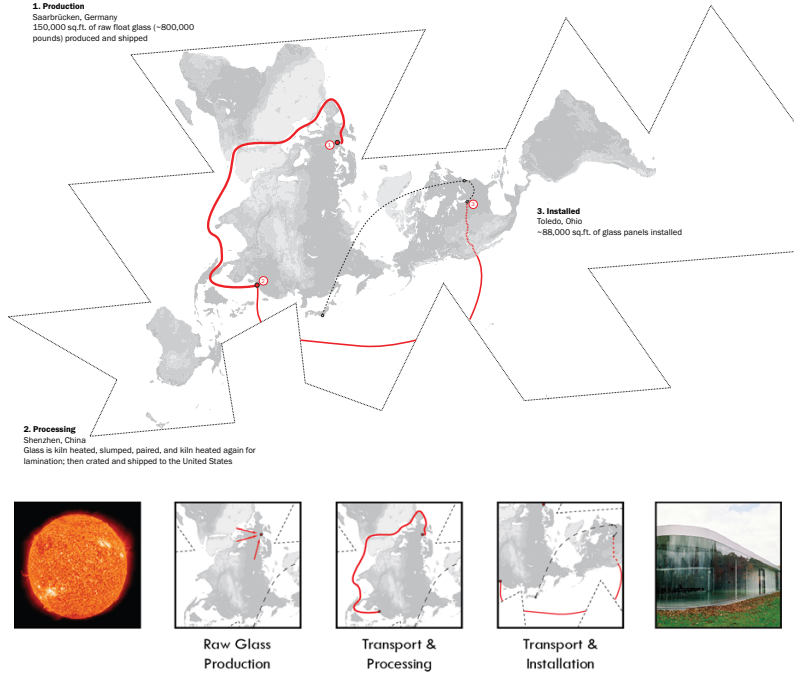 1. Production
Saarbrücken, Germany
150,000 sq.ft. of raw float glass (~800,000
pounds) produced and shipped
1
3
3. Installed
Toledo, Ohio
~88,000 sq.ft. of glass panels installed
2
2. Processing
Shenzhen, China
Glass is kiln heated, slumped, paired, and kiln heated again for
lamination; then crated and shipped to the United States
Raw Glass
Production
Transport &
Processing
Transport &
Installation